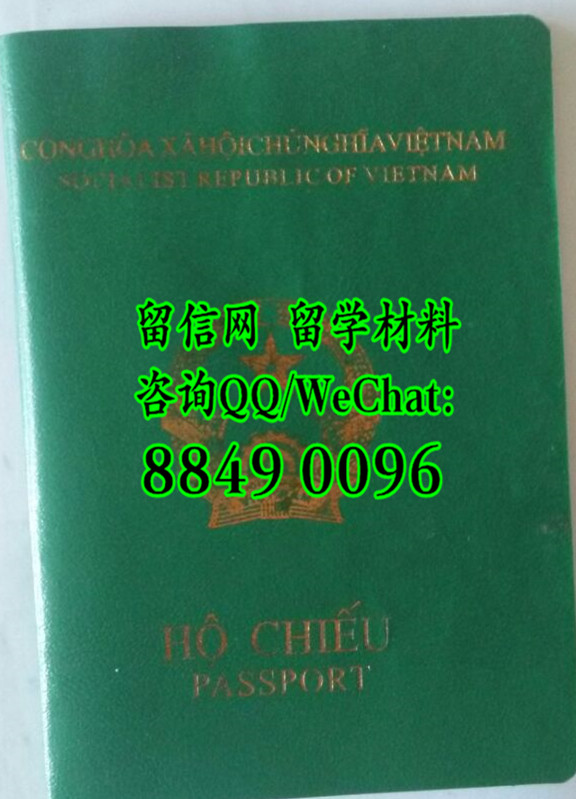 CỘNG HÒA XÃ HỘI CHỦ NGHĨA VIỆT NAM
SOCIALIST REPUBLIC OF VIETNAM
留信网 留学材料
咨询QQ/WeChat:
8849 0096
HỘ CHIẾU
PASSPORT